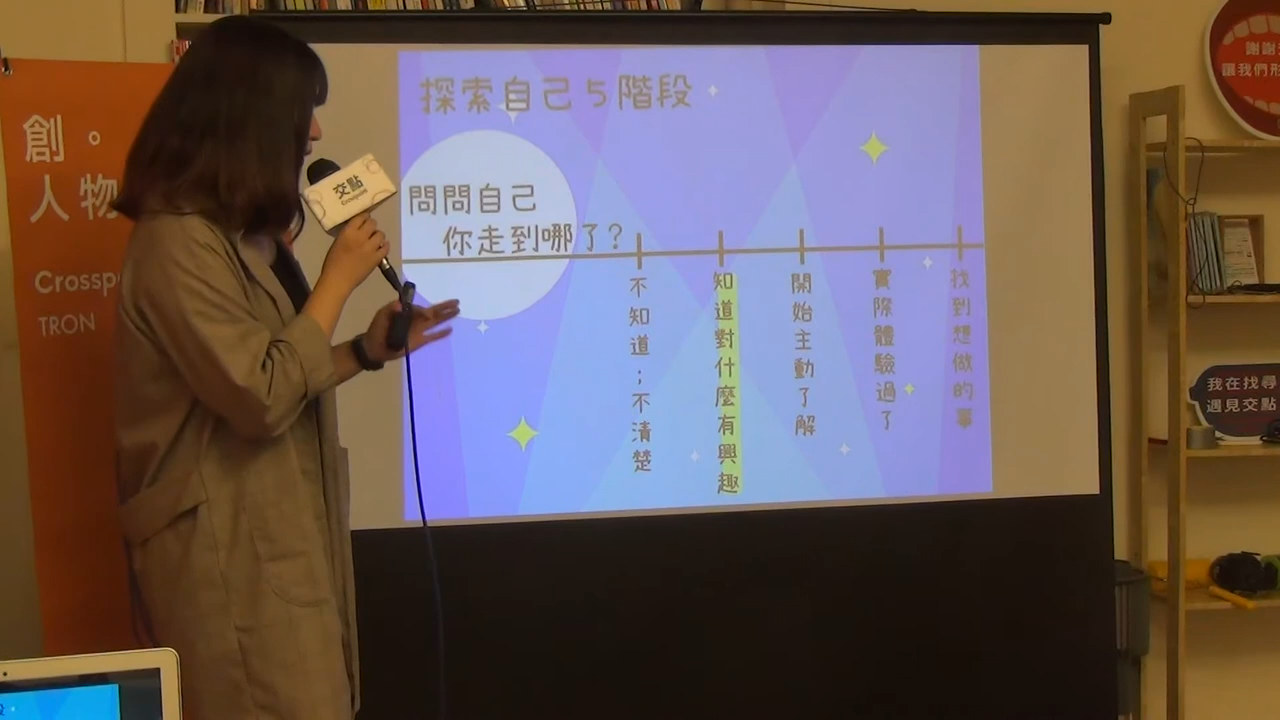 探索自己5階段
問問自己
你走到哪了?
不知道;不清楚
知道對什麼有興趣
開始主動了解
實際體驗過了
找到想做的事
交點
Crosspoint
創。
人物
Crossp
TRON
謝謝
讓我們形
我在找尋
遇見交點